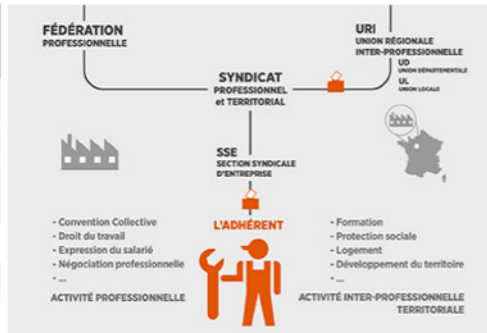 FÉDÉRATION
PROFESSIONNELLE
URI
UNION RÉGIONALE
INTER-PROFESSIONNELLE
UD
UNION DÉPARTEMENTALE
UL
UNION LOCALE
SYNDICAT
PROFESSIONNEL
et TERRITORIAL
SSE
SECTION SYNDICALE
D'ENTREPRISE
L'ADHÉRENT
- Convention Collective
- Droit du travail
- Expression du salarié
- Négociation professionnelle
- ...
ACTIVITÉ PROFESSIONNELLE
- Formation
- Protection sociale
- Logement
- Développement du territoire
- ...
ACTIVITÉ INTER-PROFESSIONNELLE
TERRITORIALE